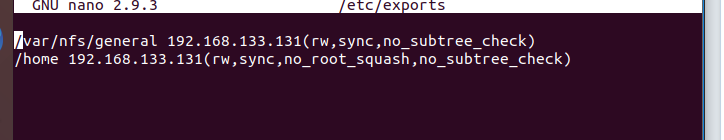 GNU nano 2.9.3 /etc/exports
/var/nfs/general 192.168.133.131(rw,sync,no_subtree_check)
/home 192.168.133.131(rw,sync,no_root_squash,no_subtree_check)